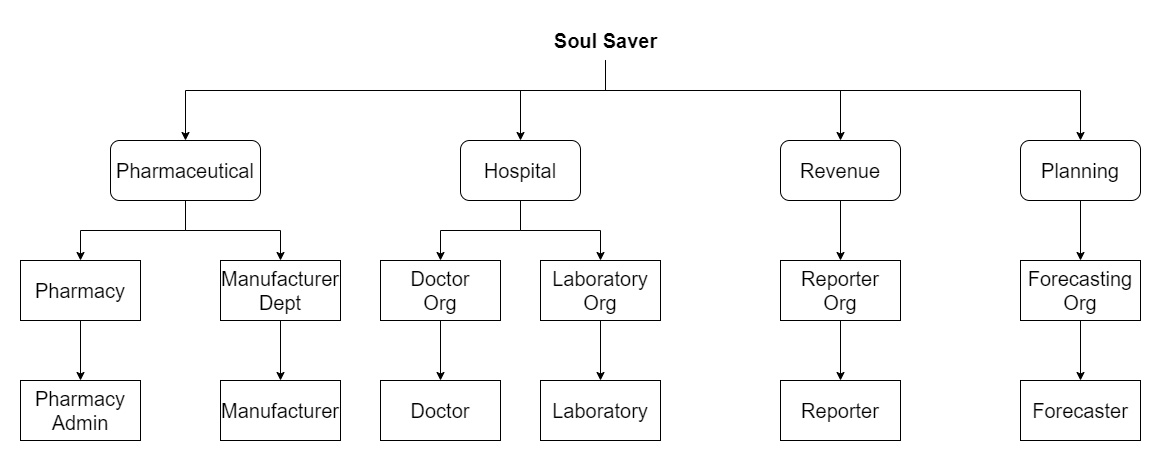 Soul Saver
Pharmaceutical
Hospital
Revenue
Planning
Pharmacy
Manufacturer
Dept
Doctor
Org
Laboratory
Org
Reporter
Org
Forecasting
Org
Pharmacy
Admin
Manufacturer
Doctor
Laboratory
Reporter
Forecaster